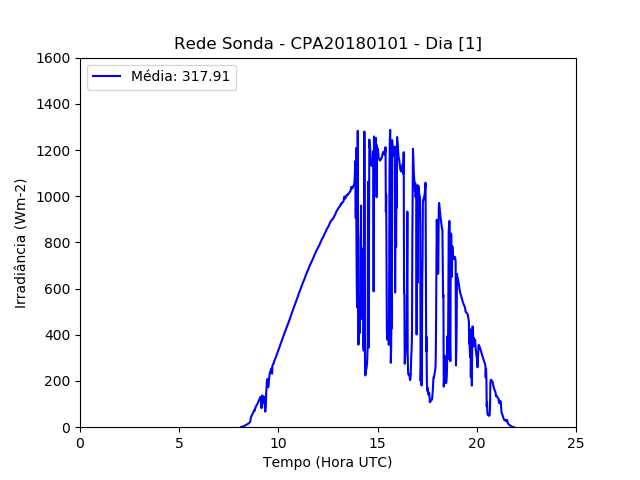 Rede Sonda - CPA20180101 - Dia [1]
Média: 317.91
1600
1400
1200
1000
800
600
400
200
0
Irradiância (Wm-2)
0 5 10 15 20 25
Tempo (Hora UTC)